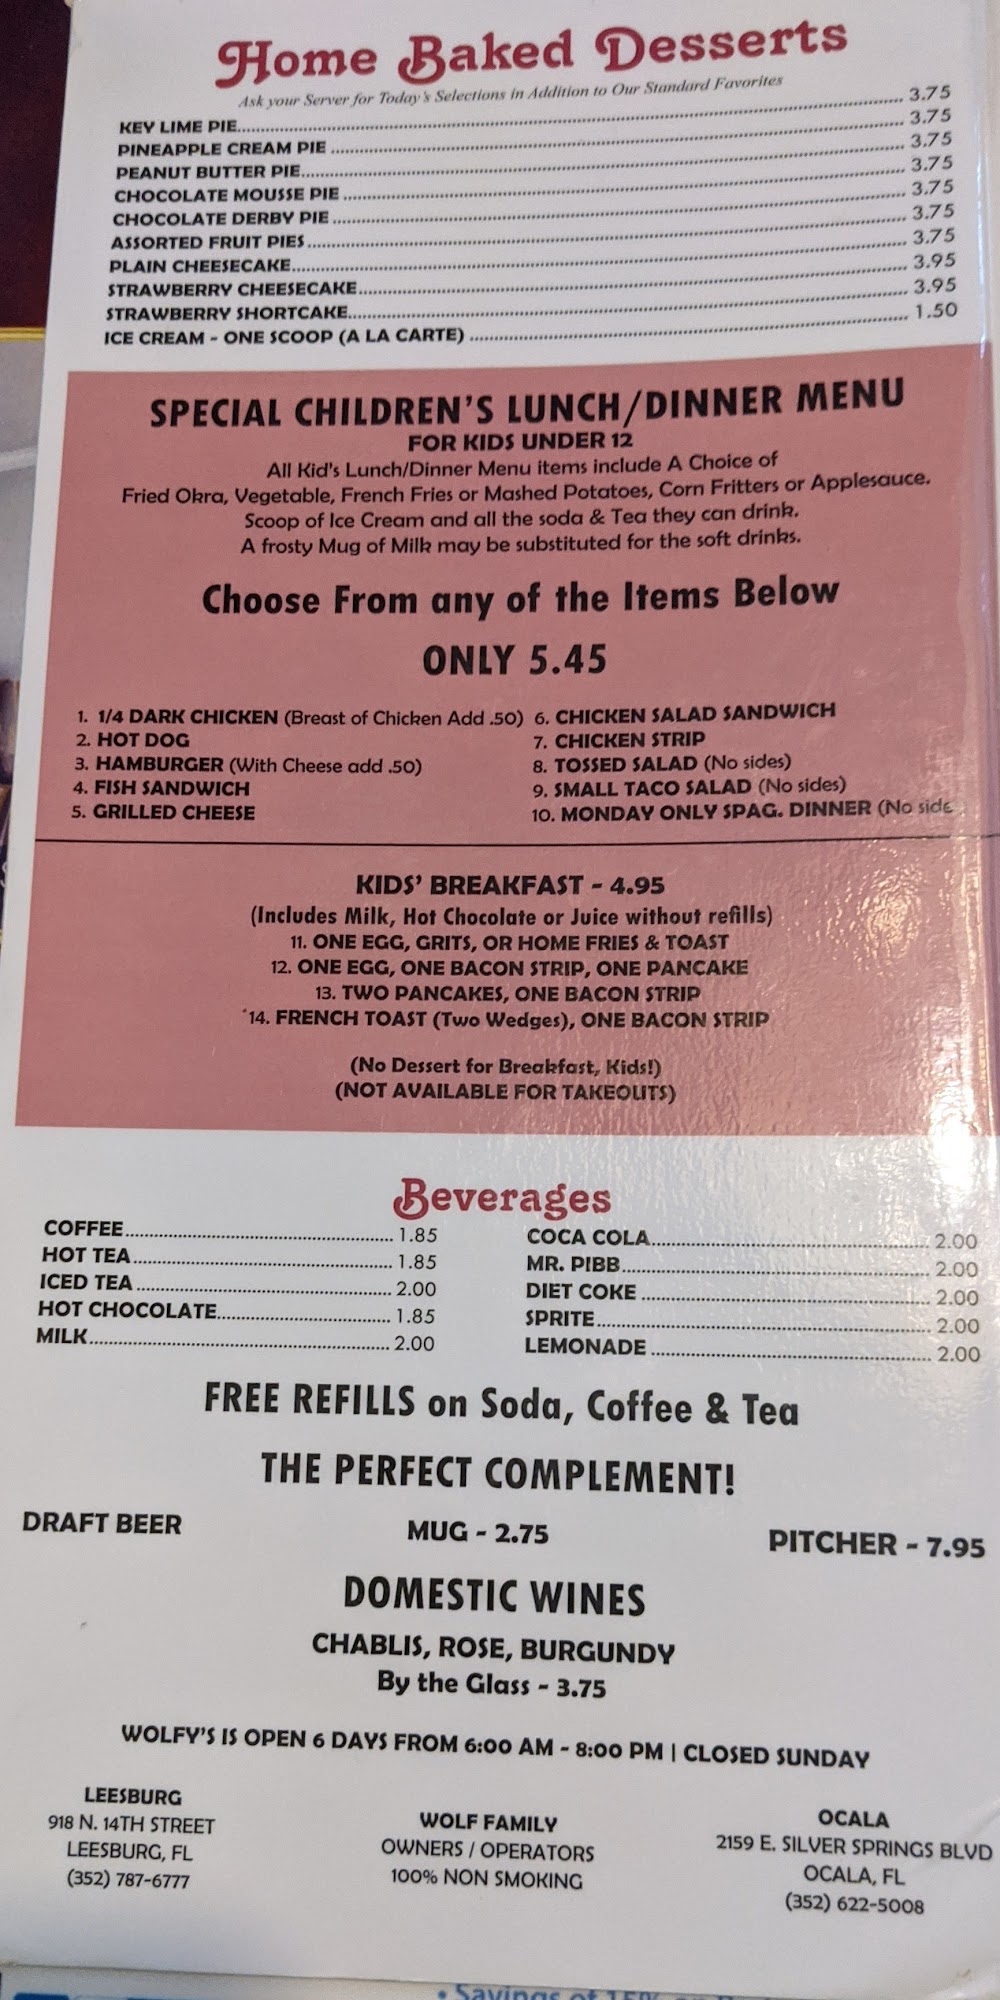 Home Baked Desserts
Ask your Server for Today's Selections in Addition to Our Standard Favorites
KEY LIME PIE 3.75
PINEAPPLE CREAM PIE 3.75
PEANUT BUTTER PIE 3.75
CHOCOLATE MOUSSE PIE 3.75
CHOCOLATE DERBY PIE 3.75
ASSORTED FRUIT PIES 3.75
PLAIN CHEESECAKE 3.75
STRAWBERRY CHEESECAKE 3.95
STRAWBERRY SHORTCAKE 3.95
ICE CREAM - ONE SCOOP (A LA CARTE) 1.50
SPECIAL CHILDREN'S LUNCH/DINNER MENU
FOR KIDS UNDER 12
All Kid's Lunch/Dinner Menu items include A Choice of
Fried Okra, Vegetable, French Fries or Mashed Potatoes, Corn Fritters or Applesauce.
Scoop of Ice Cream and all the soda & Tea they can drink.
A frosty Mug of Milk may be substituted for the soft drinks.
Choose From any of the Items Below
ONLY 5.45
1. 1/4 DARK CHICKEN (Breast of Chicken Add .50)
2. HOT DOG
3. HAMBURGER (With Cheese add .50)
4. FISH SANDWICH
5. GRILLED CHEESE
6. CHICKEN SALAD SANDWICH
7. CHICKEN STRIP
8. TOSSED SALAD (No sides)
9. SMALL TACO SALAD (No sides)
10. MONDAY ONLY SPAG. DINNER (No side
KIDS' BREAKFAST - 4.95
(Includes Milk, Hot Chocolate or Juice without refills)
11. ONE EGG, GRITS, OR HOME FRIES & TOAST
12. ONE EGG, ONE BACON STRIP, ONE PANCAKE
13. TWO PANCAKES, ONE BACON STRIP
14. FRENCH TOAST (Two Wedges), ONE BACON STRIP
(No Dessert for Breakfast, Kids!)
(NOT AVAILABLE FOR TAKEOUTS)
Beverages
COFFEE 1.85
HOT TEA 1.85
ICED TEA 2.00
HOT CHOCOLATE 1.85
MILK 2.00
COCA COLA 2.00
MR. PIBB 2.00
DIET COKE 2.00
SPRITE 2.00
LEMONADE 2.00
FREE REFILLS on Soda, Coffee & Tea
THE PERFECT COMPLEMENT!
DRAFT BEER MUG - 2.75 PITCHER - 7.95
DOMESTIC WINES
CHABLIS, ROSE, BURGUNDY
By the Glass - 3.75
WOLFY'S IS OPEN 6 DAYS FROM 6:00 AM - 8:00 PM | CLOSED SUNDAY
LEESBURG
918 N. 14TH STREET
LEESBURG, FL
(352) 787-6777
WOLF FAMILY
OWNERS / OPERATORS
100% NON SMOKING
OCALA
2159 E. SILVER SPRINGS BLVD
OCALA, FL
(352) 622-5008
• Savings of 15%